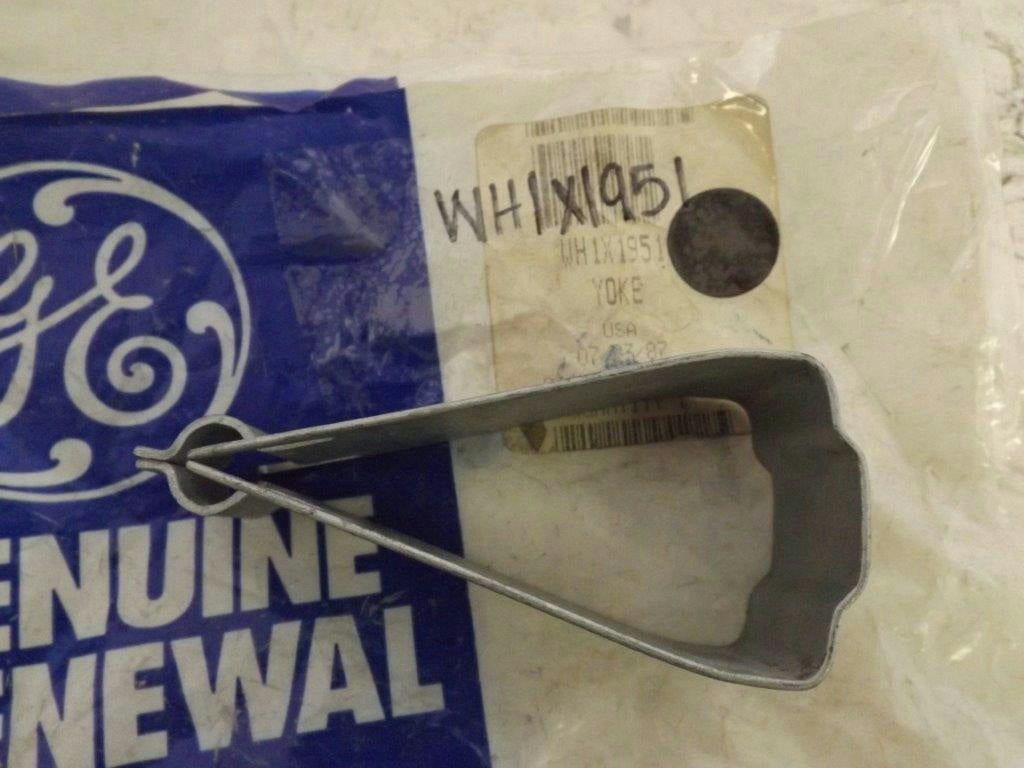 GE
ENUINE
ENEWAL
WH1X1951
WH1X1951
YOKE
USA